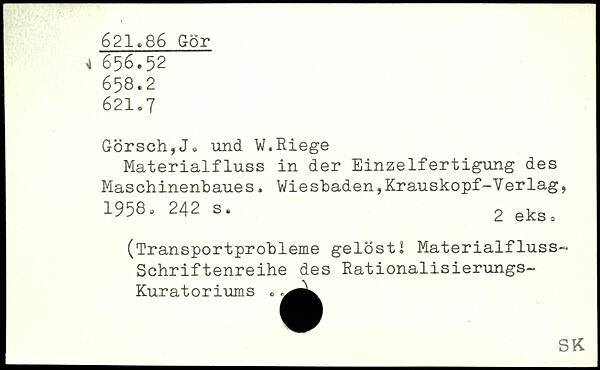 621.86 Gör
656.52
658.2
621.7
Görsch,J. und W.Riege
Materialfluss in der Einzelfertigung des
Maschinenbaues. Wiesbaden,Krauskopf-Verlag,
1958. 242 s.
2 eks.
(Transportprobleme gelöst! Materialfluss-
Schriftenreihe des Rationalisierungs-
Kuratoriums ..)
SK